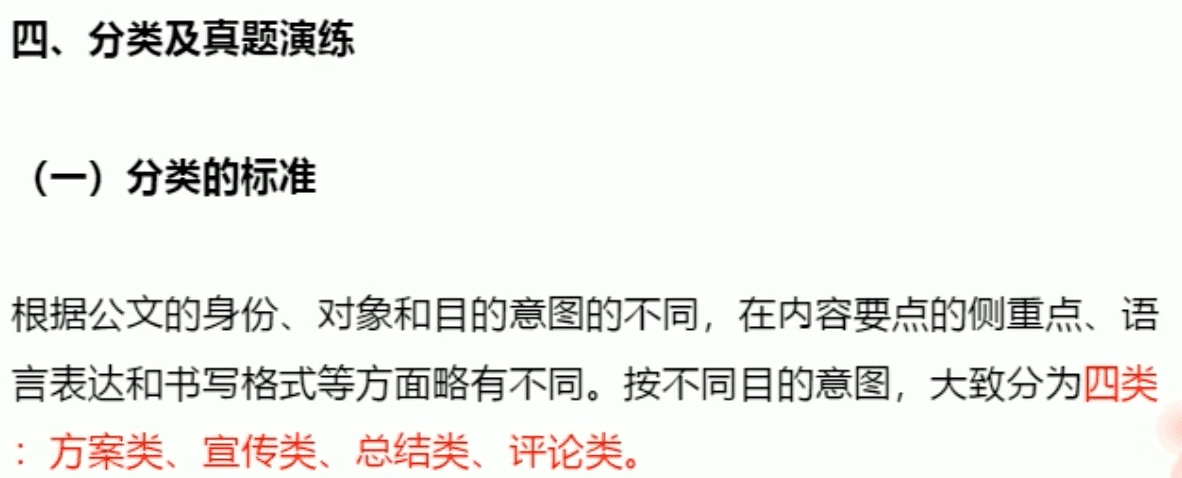 四、分类及真题演练
（一）分类的标准
根据公文的身份、对象和目的意图的不同，在内容要点的侧重点、语
言表达和书写格式等方面略有不同。按不同目的意图，大致分为四类
：方案类、宣传类、总结类、评论类。